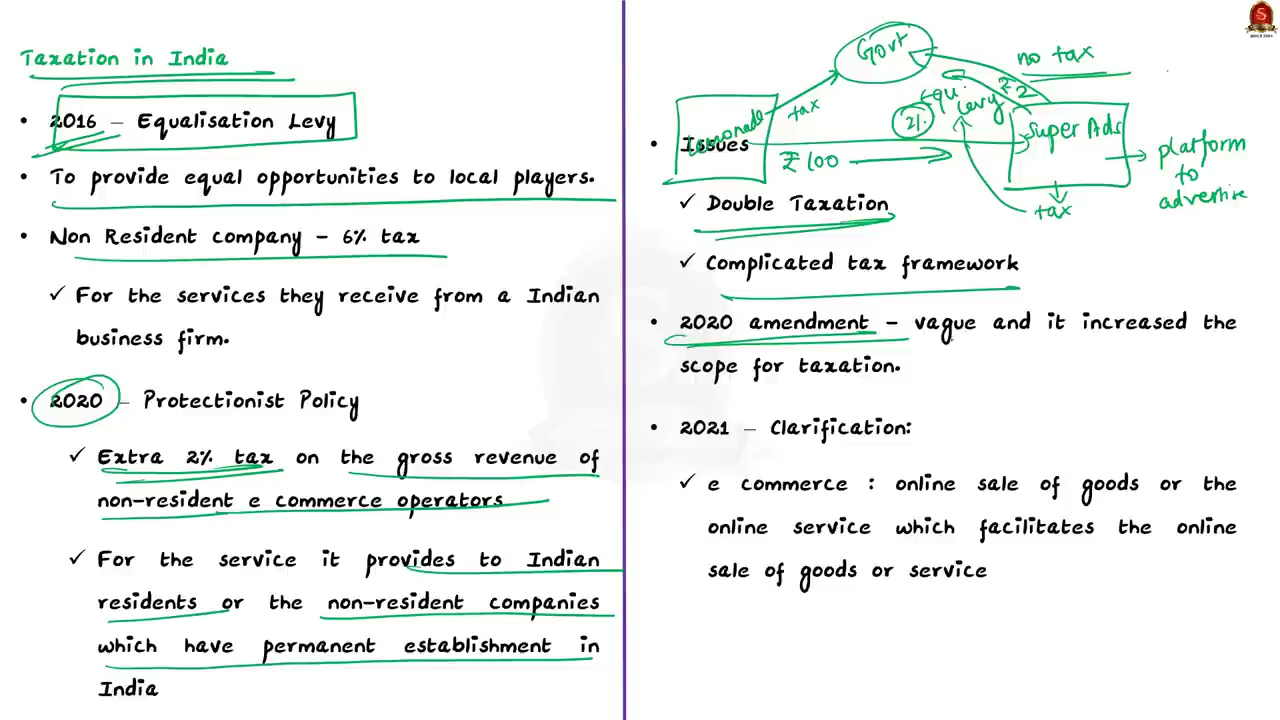 Taxation in India
• 2016 – Equalisation Levy
• To provide equal opportunities to local players.
• Non Resident company – 6% tax
✓ For the services they receive from a Indian
business firm.
• 2020 – Protectionist Policy
✓ Extra 2% tax on the gross revenue of
non-resident e commerce operators
✓ For the service it provides to Indian
residents or the non-resident companies
which have permanent establishment in
India
Govt
no tax
tax
Equ. levy
2%
₹2
Lemonade
Super Ads
₹100
platform
to
advertise
tax
• Issues
✓ Double Taxation
✓ Complicated tax framework
• 2020 amendment – vague and it increased the
scope for taxation.
• 2021 – Clarification:
✓ e commerce : online sale of goods or the
online service which facilitates the online
sale of goods or service